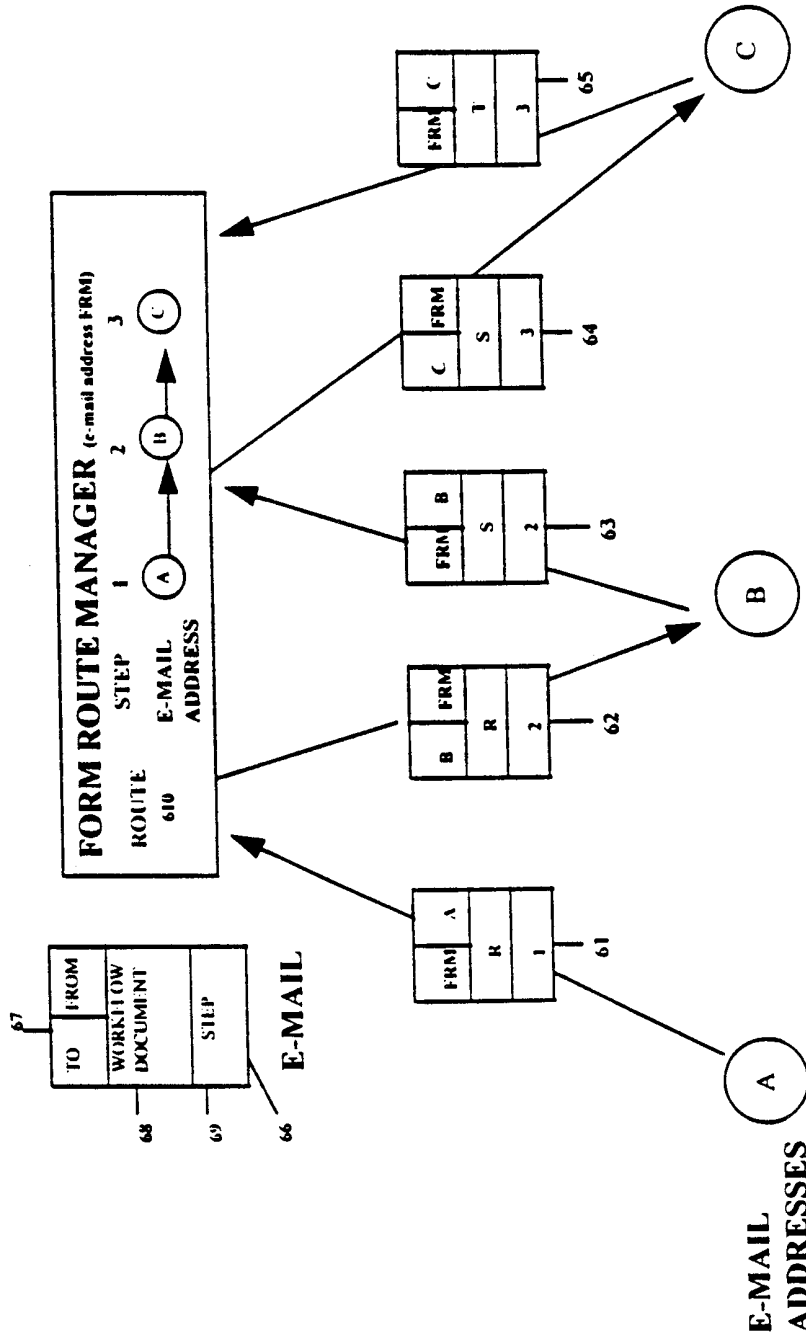 FORM ROUTE MANAGER (e-mail address FRM)
ROUTE STEP 1 2 3
610 E-MAIL ADDRESS A B C
67
TO FROM
WORKFLOW
DOCUMENT
STEP
68
69
66
E-MAIL
FRM A
R
1
61
B FRM
R
2
62
FRM B
S
2
63
C FRM
S
3
64
FRM C
T
3
65
A
B
C
E-MAIL
ADDRESSES